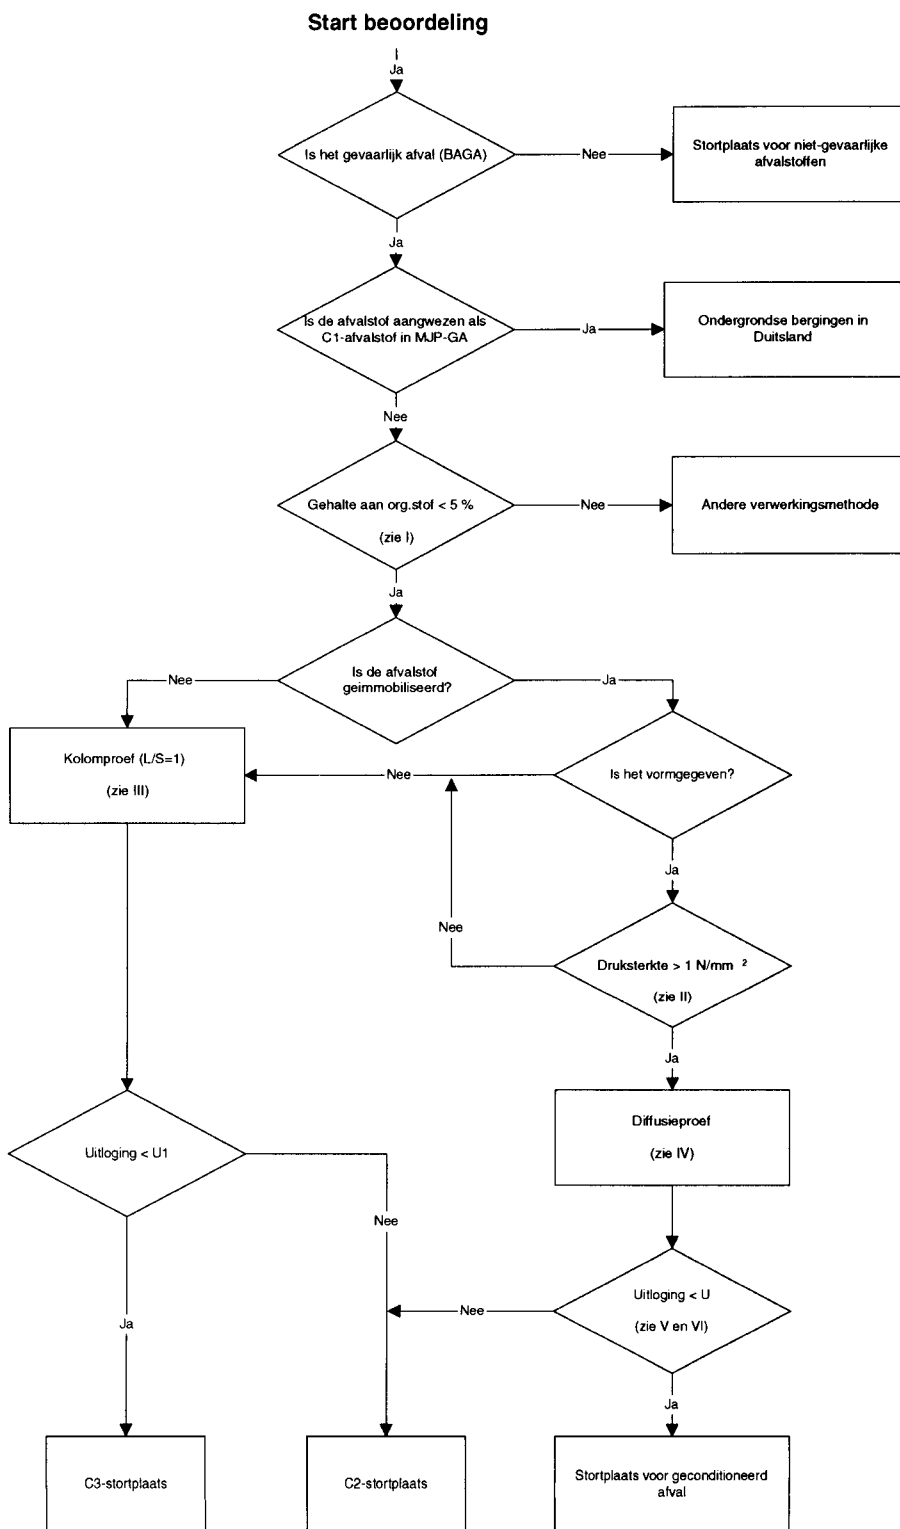 Start beoordeling
Ja
Is het gevaarlijk afval (BAGA)
Nee
Stortplaats voor niet-gevaarlijke
afvalstoffen
Ja
Is de afvalstof aangwezen als
C1-afvalstof in MJP-GA
Ja
Ondergrondse bergingen in
Duitsland
Nee
Gehalte aan org.stof < 5 %
(zie I)
Nee
Andere verwerkingsmethode
Ja
Is de afvalstof
geimmobiliseerd?
Nee
Ja
Kolomproef (L/S=1)
(zie III)
Nee
Is het vormgegeven?
Ja
Nee
Druksterkte > 1 N/mm ²
(zie II)
Ja
Diffusieproef
(zie IV)
Uitloging < U1
Nee
Uitloging < U
(zie V en VI)
Nee
Ja
Ja
C3-stortplaats
C2-stortplaats
Stortplaats voor geconditioneerd
afval